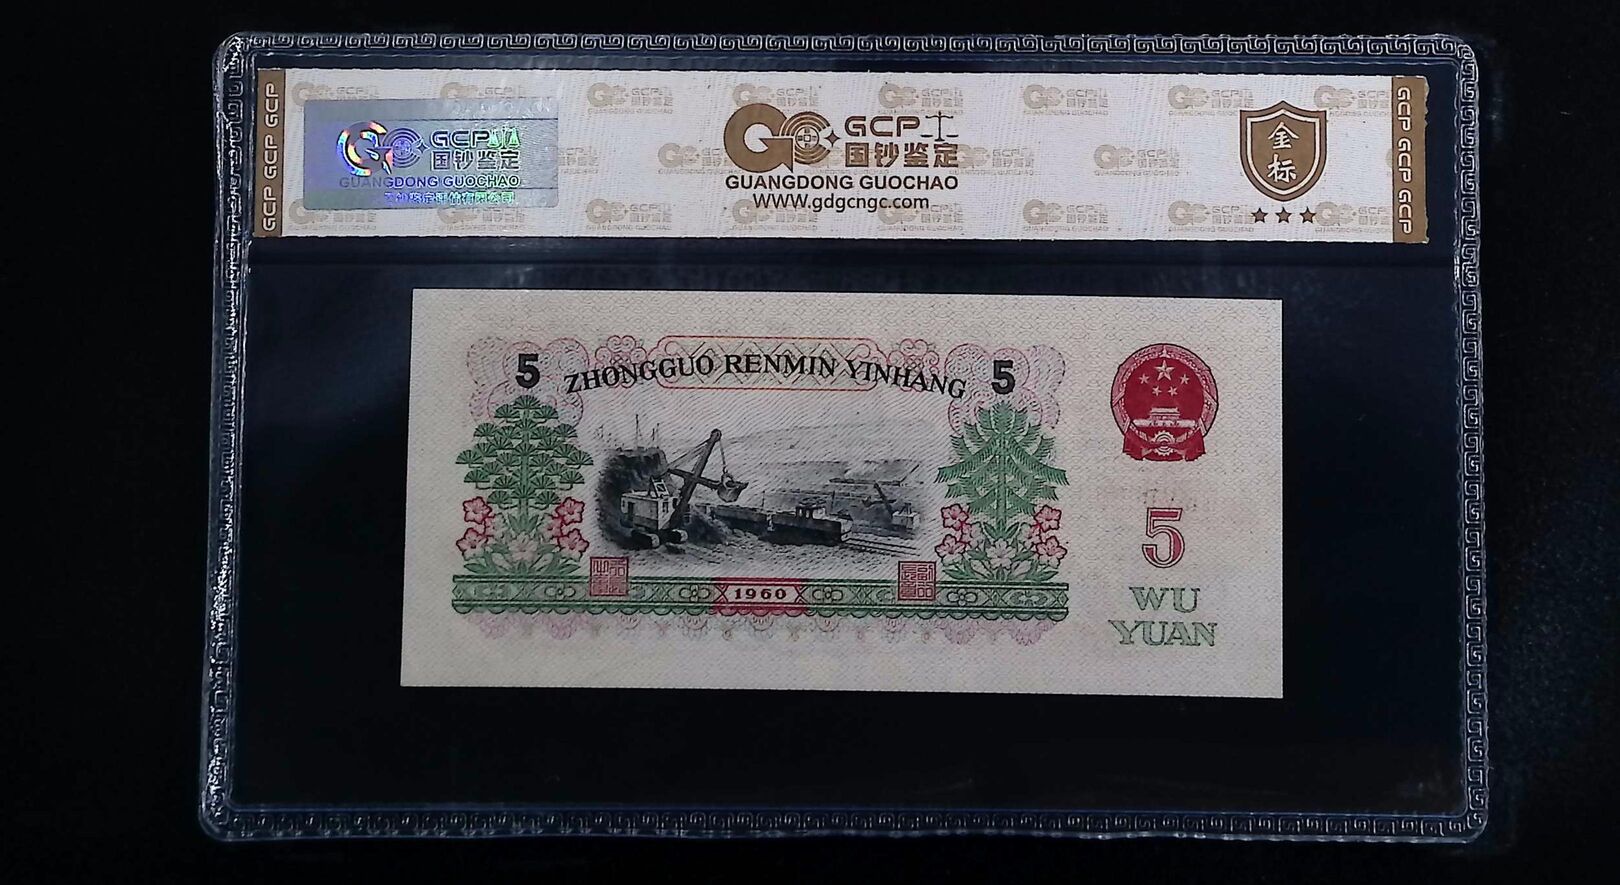 GCP GCP GCP
GCP
国钞鉴定
GUANGDONG GUOCHAO
GCP
国钞鉴定
GUANGDONG GUOCHAO
www.gdgcngc.com
金标
GCP GCP GCP
5 ZHONGGUO RENMIN YINHANG 5
5
1960
WU
YUAN